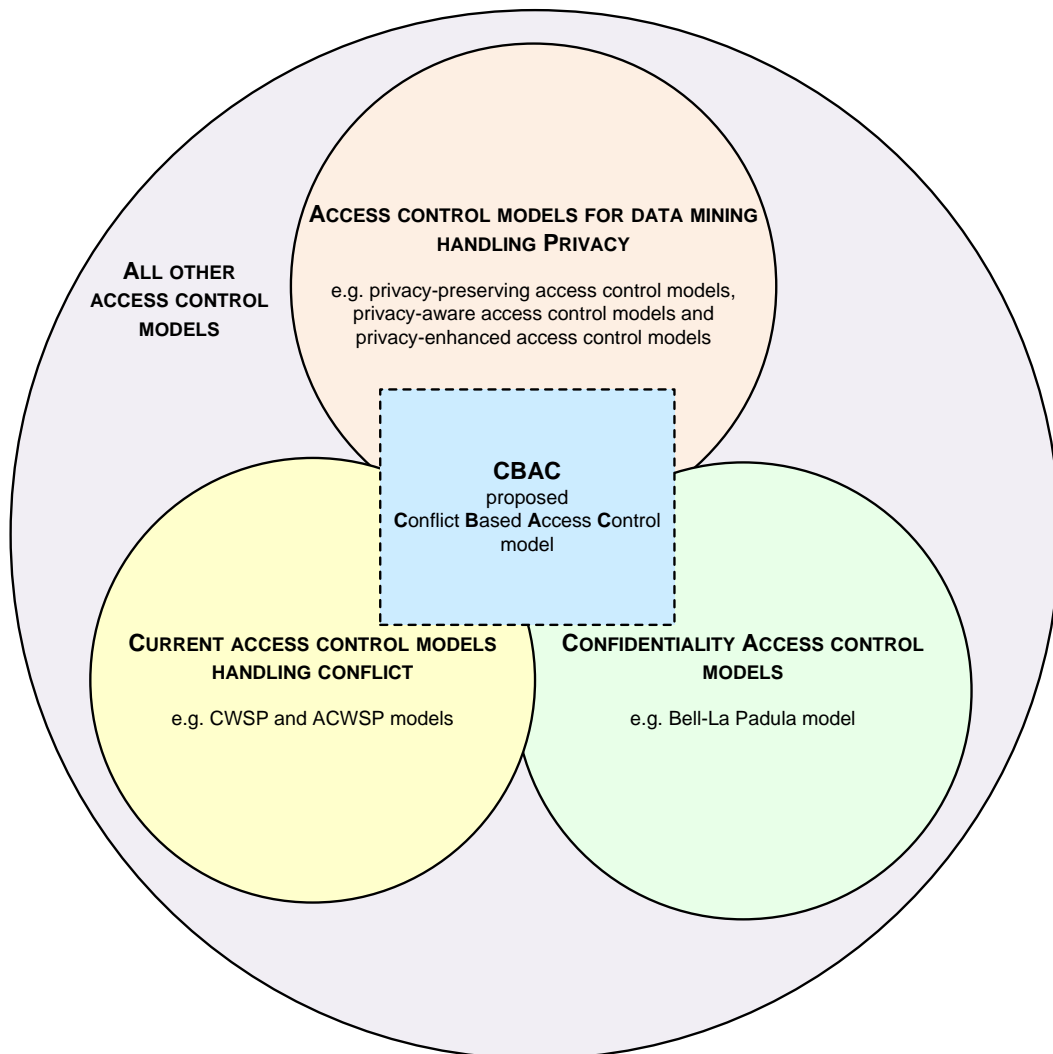 ACCESS CONTROL MODELS FOR DATA MINING
HANDLING PRIVACY
e.g. privacy-preserving access control models,
privacy-aware access control models and
privacy-enhanced access control models
ALL OTHER
ACCESS CONTROL
MODELS
CBAC
proposed
Conflict Based Access Control
model
CURRENT ACCESS CONTROL MODELS
HANDLING CONFLICT
e.g. CWSP and ACWSP models
CONFIDENTIALITY ACCESS CONTROL
MODELS
e.g. Bell-La Padula model